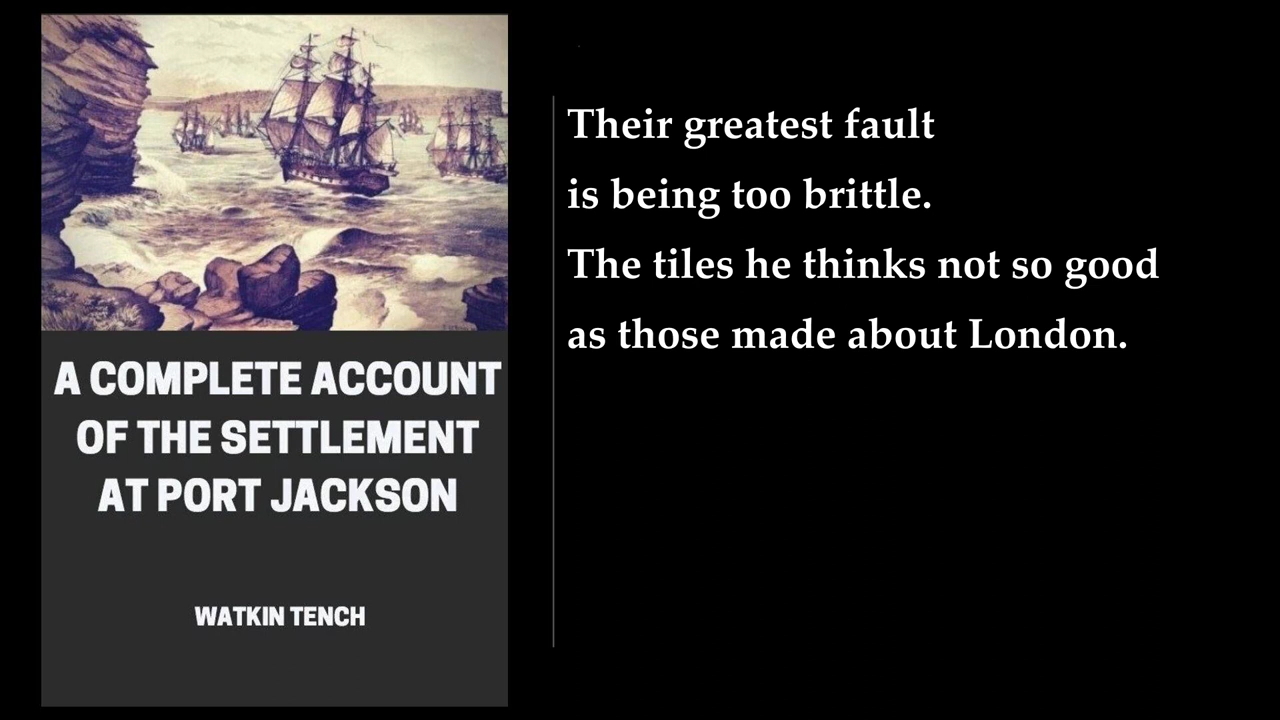 A COMPLETE ACCOUNT
OF THE SETTLEMENT
AT PORT JACKSON
WATKIN TENCH
Their greatest fault
is being too brittle.
The tiles he thinks not so good
as those made about London.